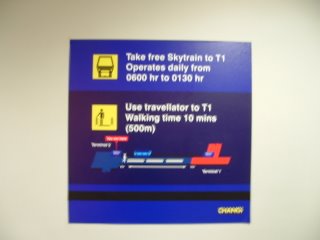 Take free Skytrain to T1
Operates daily from
0600 hr to 0130 hr
Use travellator to T1
Walking time 10 mins
(500m)
Terminal 2
Terminal 1
CHANGI